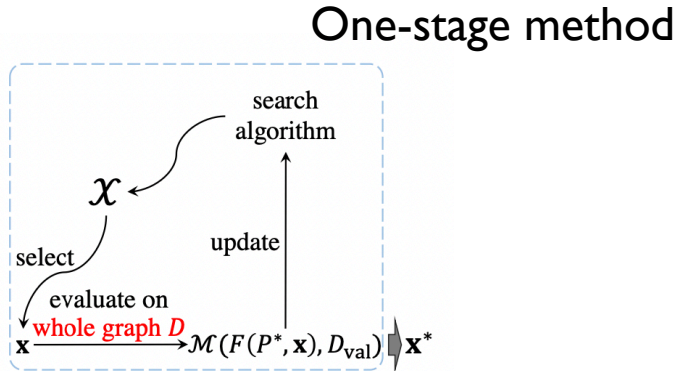 One-stage method
search
algorithm
𝒳
update
select
evaluate on
whole graph D
x
ℳ(F(P*, x), D_val)
x*